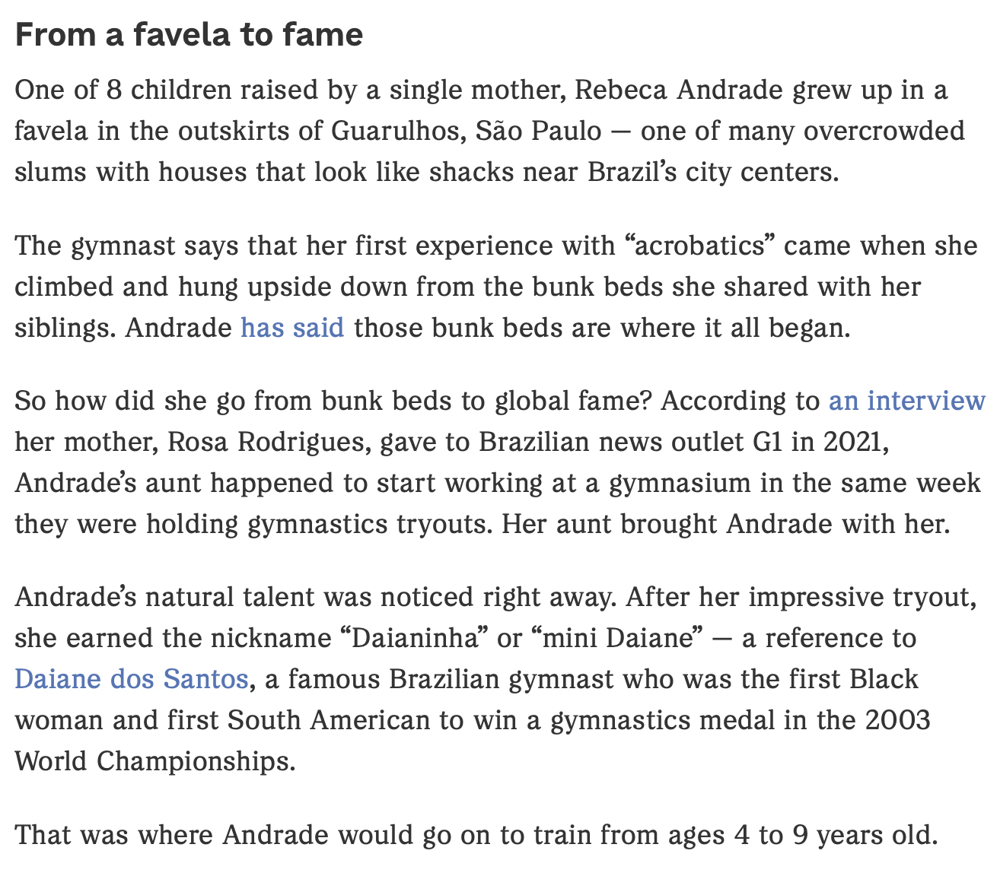 From a favela to fame
One of 8 children raised by a single mother, Rebeca Andrade grew up in a
favela in the outskirts of Guarulhos, São Paulo — one of many overcrowded
slums with houses that look like shacks near Brazil’s city centers.
The gymnast says that her first experience with “acrobatics” came when she
climbed and hung upside down from the bunk beds she shared with her
siblings. Andrade has said those bunk beds are where it all began.
So how did she go from bunk beds to global fame? According to an interview
her mother, Rosa Rodrigues, gave to Brazilian news outlet G1 in 2021,
Andrade’s aunt happened to start working at a gymnasium in the same week
they were holding gymnastics tryouts. Her aunt brought Andrade with her.
Andrade’s natural talent was noticed right away. After her impressive tryout,
she earned the nickname “Daianinha” or “mini Daiane” — a reference to
Daiane dos Santos, a famous Brazilian gymnast who was the first Black
woman and first South American to win a gymnastics medal in the 2003
World Championships.
That was where Andrade would go on to train from ages 4 to 9 years old.